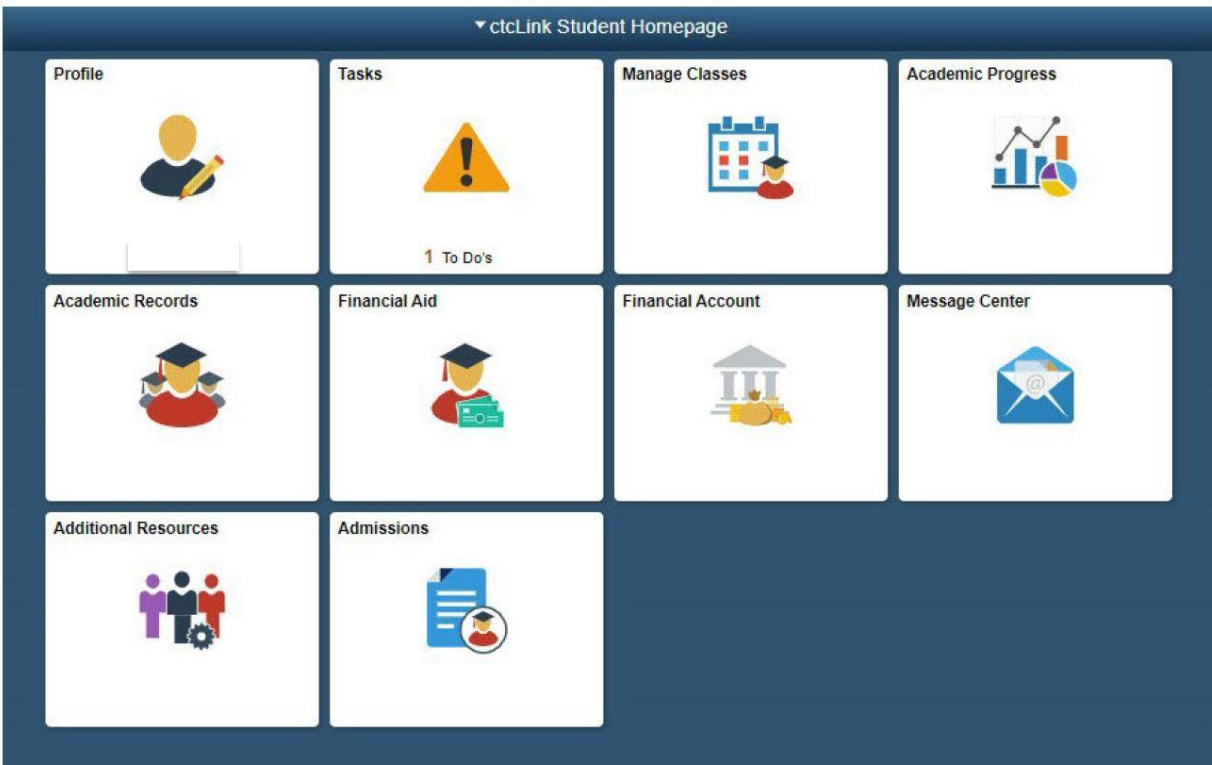 ctcLink Student Homepage
Profile
Tasks
1 To Do's
Manage Classes
Academic Progress
Academic Records
Financial Aid
Financial Account
Message Center
@
Additional Resources
Admissions